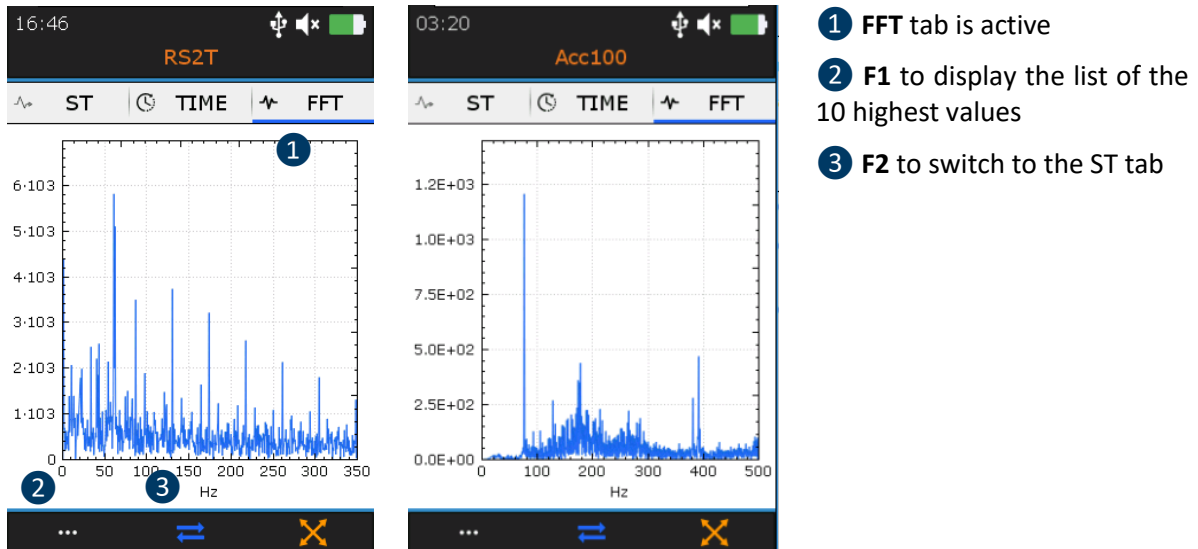 16:46
RS2T
ST TIME FFT
1
6·103
5·103
4·103
3·103
2·103
1·103
0
0 50 100 150 200 250 300 350
Hz
2 3
...
03:20
Acc100
ST TIME FFT
1.2E+03
1.0E+03
7.5E+02
5.0E+02
2.5E+02
0.0E+00
0 100 200 300 400 500
Hz
...
1 FFT tab is active
2 F1 to display the list of the
10 highest values
3 F2 to switch to the ST tab